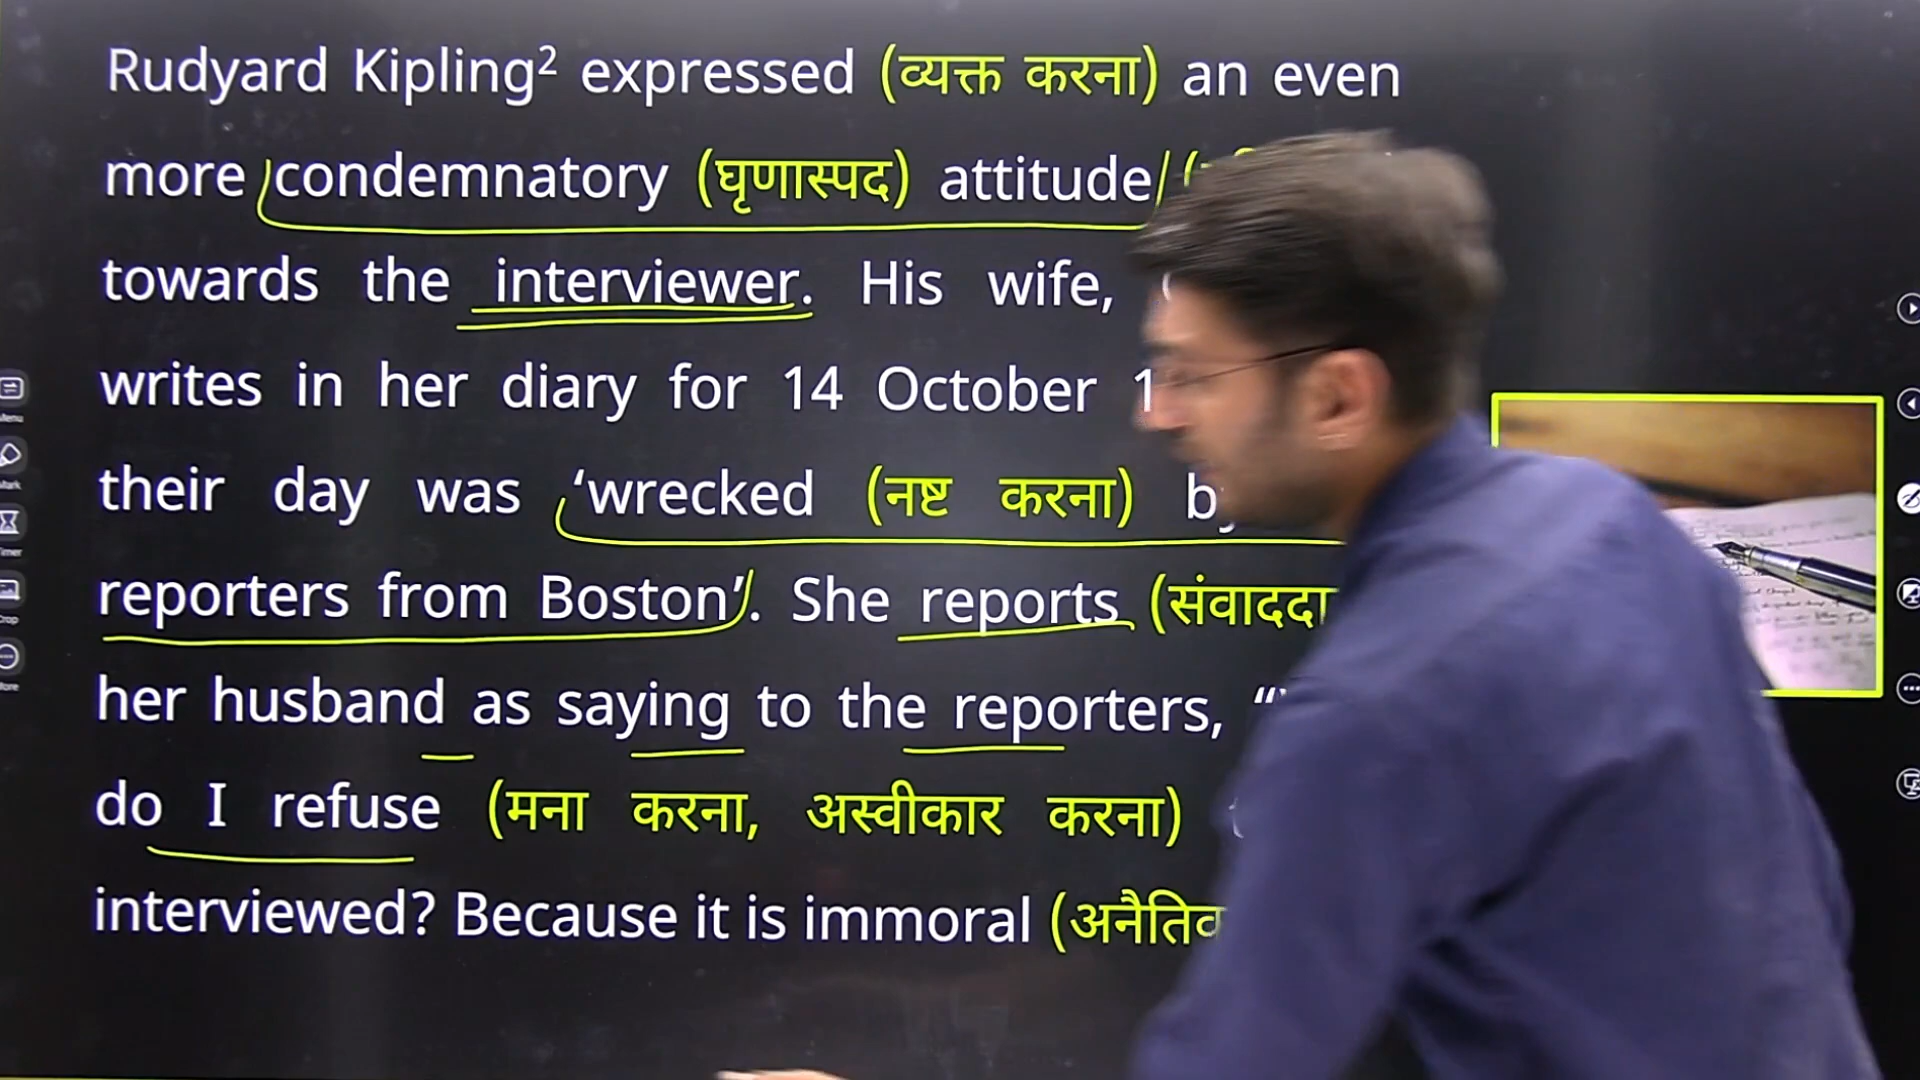 Rudyard Kipling² expressed (व्यक्त करना) an even
more condemnatory (घृणास्पद) attitude
towards the interviewer. His wife,
writes in her diary for 14 October
their day was ‘wrecked (नष्ट करना)
reporters from Boston’. She reports
her husband as saying to the reporters,
do I refuse (मना करना, अस्वीकार करना)
interviewed? Because it is immoral